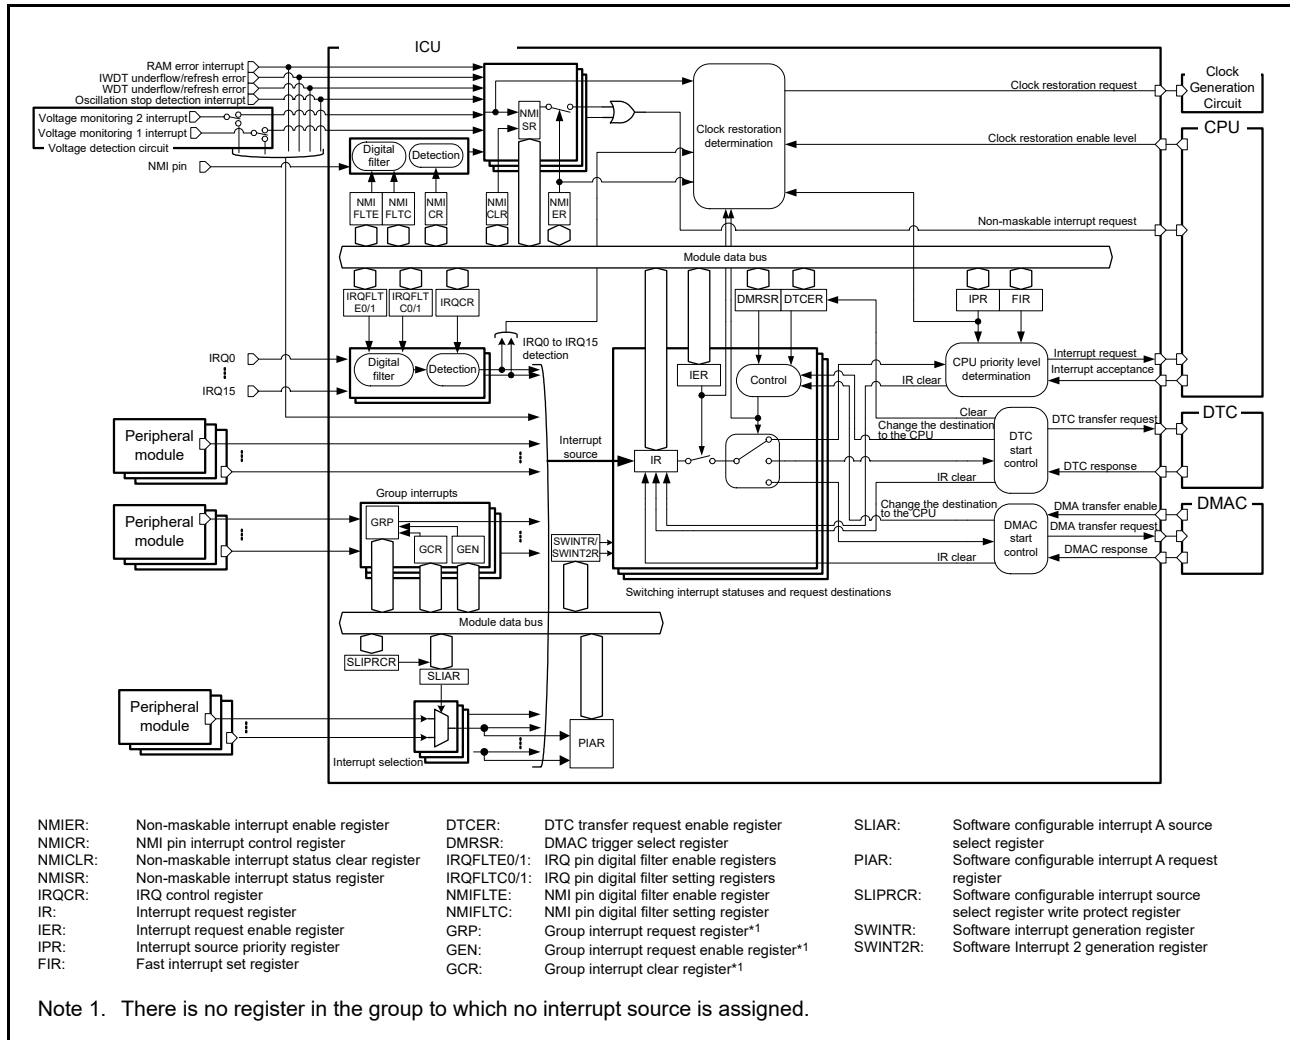 ICU
RAM error interrupt
IWDT underflow/refresh error
WDT underflow/refresh error
Oscillation stop detection interrupt
Voltage monitoring 2 interrupt
Voltage monitoring 1 interrupt
Voltage detection circuit
NMI pin
Digital
filter
Detection
NMI
SR
NMI
FLTE
NMI
FLTC
NMI
CR
NMI
CLR
NMI
ER
Clock restoration
determination
Clock restoration request
Clock
Generation
Circuit
Clock restoration enable level
CPU
Non-maskable interrupt request
Module data bus
IRQFLT
E0/1
IRQFLT
C0/1
IRQCR
DMRSR
DTCER
IPR
FIR
IRQ0
IRQ15
Digital
filter
Detection
IRQ0 to IRQ15
detection
IER
Control
CPU priority level
determination
Interrupt request
Interrupt acceptance
IR clear
Clear
Change the destination
to the CPU
DTC
start
control
DTC transfer request
DTC response
DTC
IR clear
Peripheral
module
Interrupt
source
IR
Group interrupts
Peripheral
module
GRP
GCR
GEN
SWINTR/
SWINT2R
Change the destination
to the CPU
DMAC
start
control
DMA transfer enable
DMA transfer request
DMAC response
DMAC
IR clear
Switching interrupt statuses and request destinations
Module data bus
SLIPRCR
SLIAR
Peripheral
module
PIAR
Interrupt selection
NMIER: Non-maskable interrupt enable register
NMICR: NMI pin interrupt control register
NMICLR: Non-maskable interrupt status clear register
NMISR: Non-maskable interrupt status register
IRQCR: IRQ control register
IR: Interrupt request register
IER: Interrupt request enable register
IPR: Interrupt source priority register
FIR: Fast interrupt set register
DTCER: DTC transfer request enable register
DMRSR: DMAC trigger select register
IRQFLTE0/1: IRQ pin digital filter enable registers
IRQFLTC0/1: IRQ pin digital filter setting registers
NMIFLTE: NMI pin digital filter enable register
NMIFLTC: NMI pin digital filter setting register
GRP: Group interrupt request register*1
GEN: Group interrupt request enable register*1
GCR: Group interrupt clear register*1
SLIAR: Software configurable interrupt A source
select register
PIAR: Software configurable interrupt A request
register
SLIPRCR: Software configurable interrupt source
select register write protect register
SWINTR: Software interrupt generation register
SWINT2R: Software Interrupt 2 generation register
Note 1. There is no register in the group to which no interrupt source is assigned.